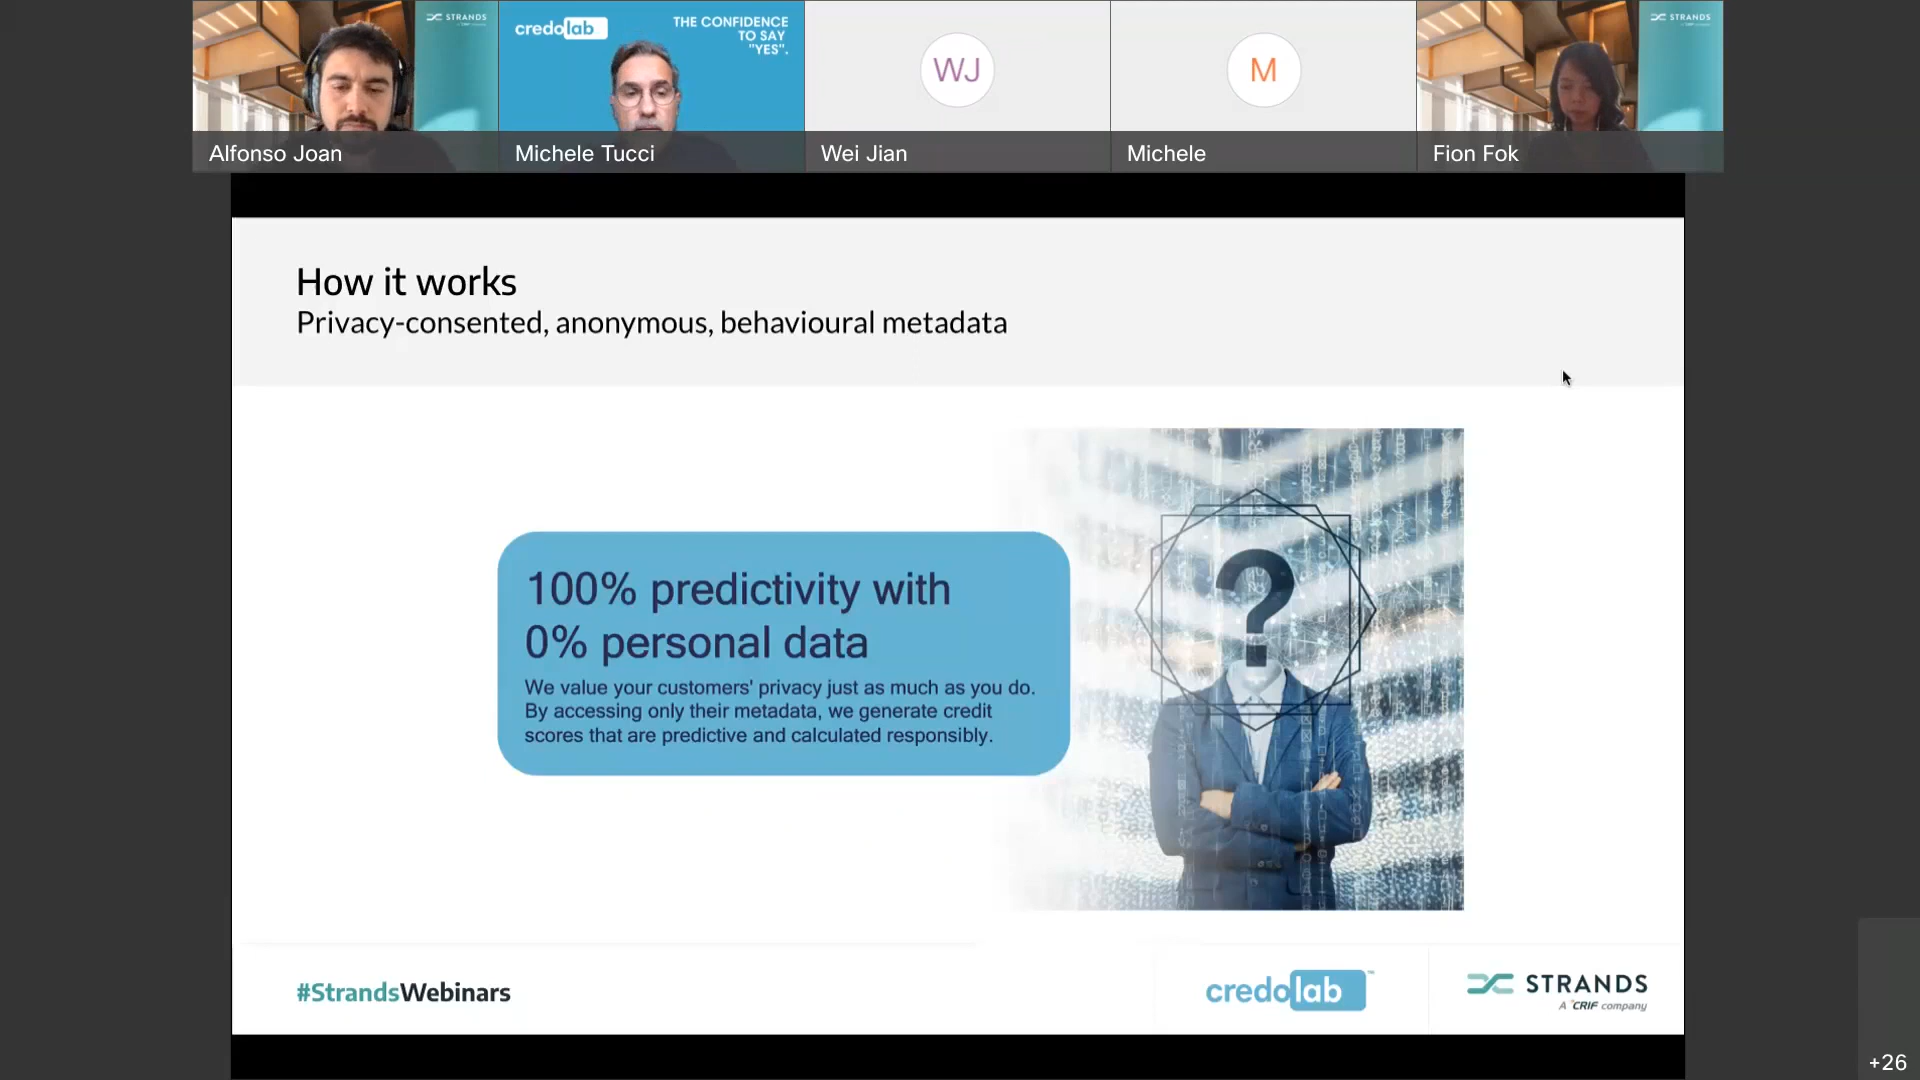 STRANDS
credolab
THE CONFIDENCE
TO SAY
"YES".
WJ
M
STRANDS
Alfonso Joan
Michele Tucci
Wei Jian
Michele
Fion Fok
How it works
Privacy-consented, anonymous, behavioural metadata
100% predictivity with
0% personal data
We value your customers' privacy just as much as you do.
By accessing only their metadata, we generate credit
scores that are predictive and calculated responsibly.
?
#StrandsWebinars
credolab™
STRANDS
A CRIF company
+26